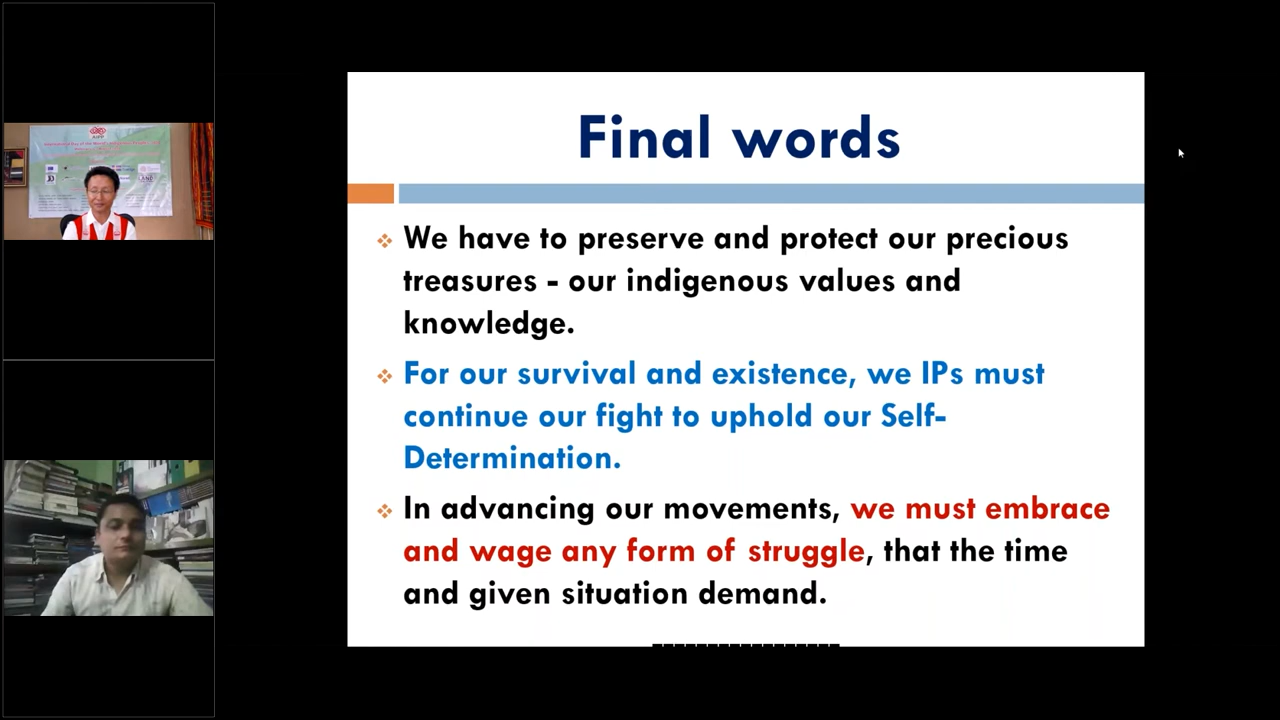 AIPP
Final words
We have to preserve and protect our precious
treasures - our indigenous values and
knowledge.
For our survival and existence, we IPs must
continue our fight to uphold our Self-
Determination.
In advancing our movements, we must embrace
and wage any form of struggle, that the time
and given situation demand.